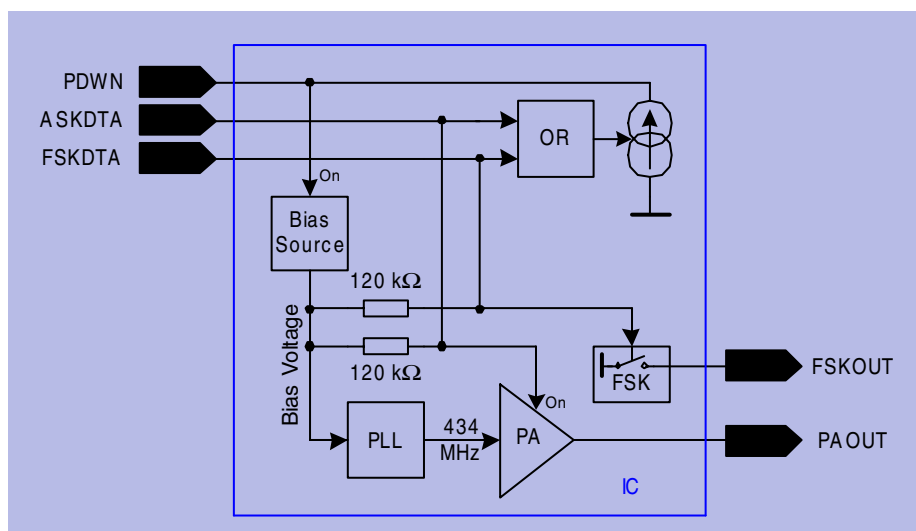 PDWN
ASKDTA
FSKDTA
OR
On
Bias
Source
120 kΩ
Bias Voltage
120 kΩ
FSK
FSKOUT
On
PLL
434
MHz
PA
PAOUT
IC